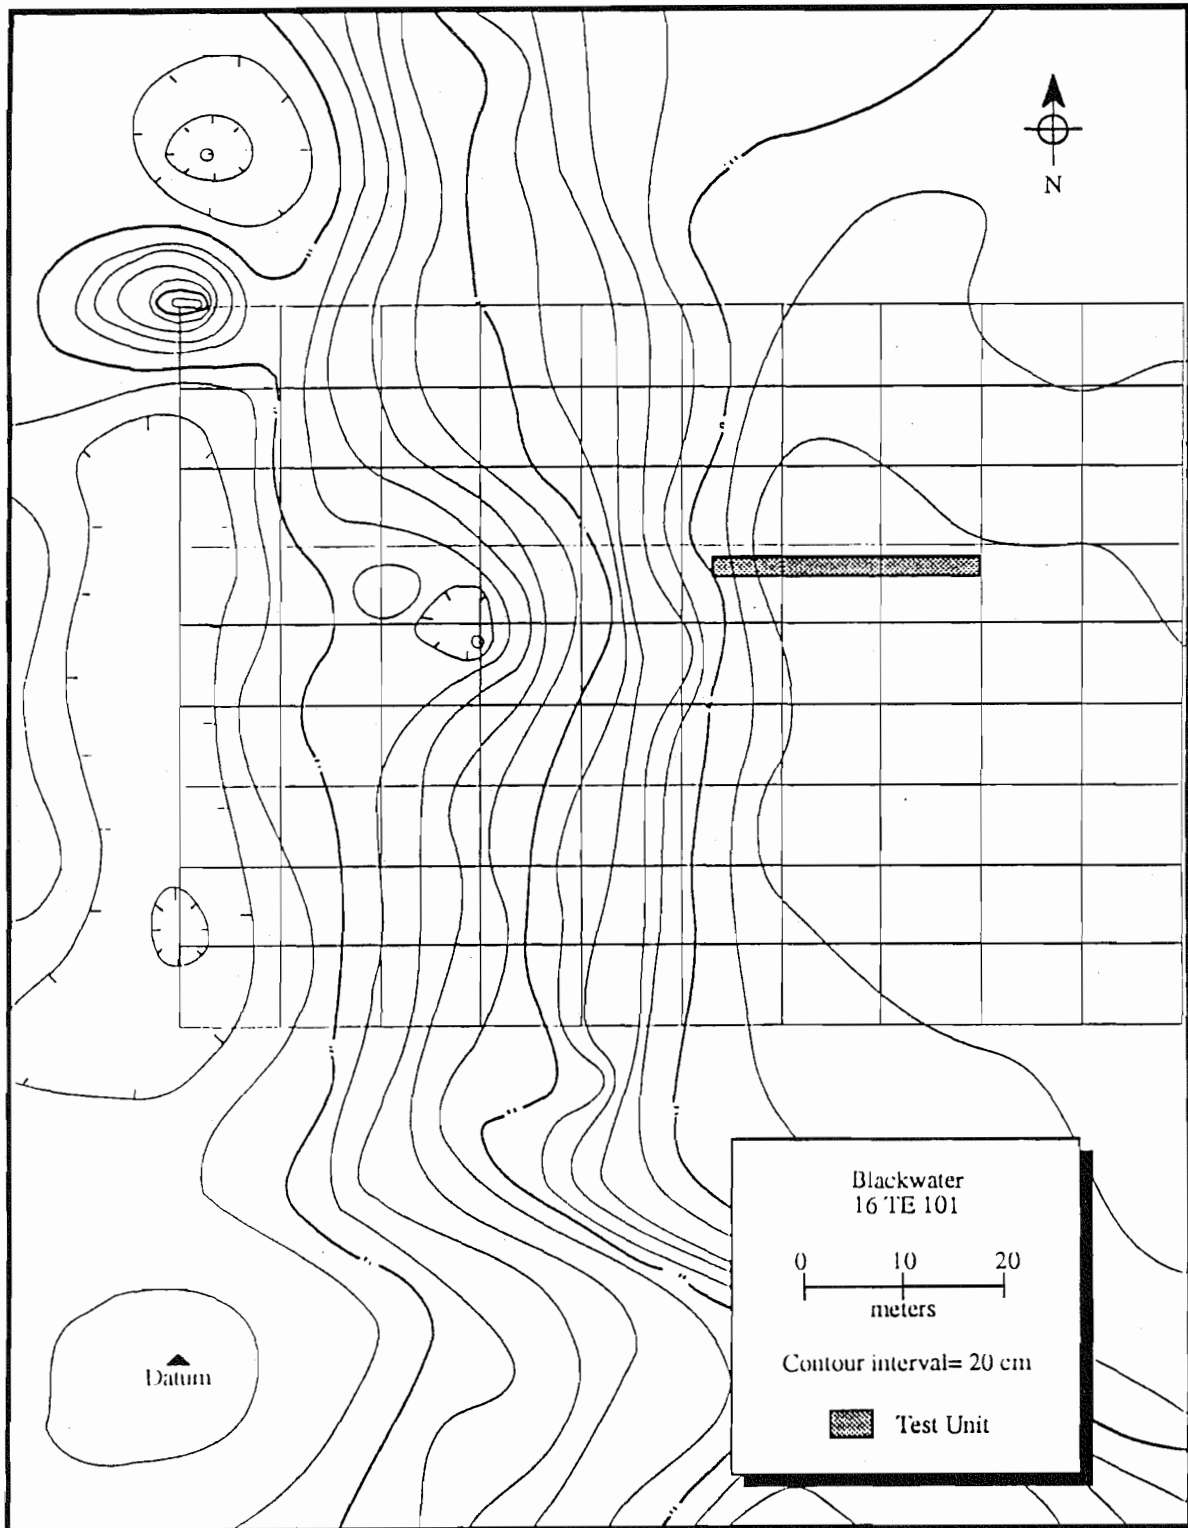 N
Blackwater
16 TE 101
0 10 20
meters
Contour interval= 20 cm
Test Unit
Datum